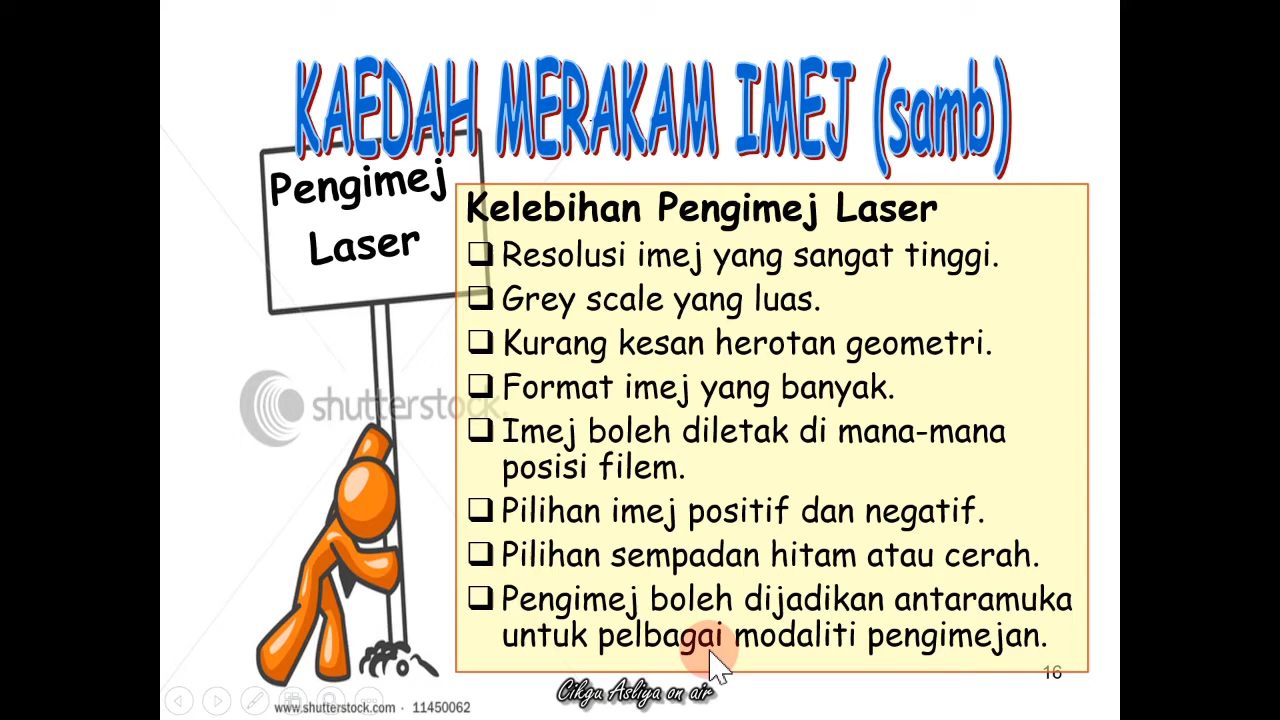 KAEDAH MERAKAM IMEJ (samb)
Pengimej
Laser
Kelebihan Pengimej Laser
Resolusi imej yang sangat tinggi.
Grey scale yang luas.
Kurang kesan herotan geometri.
Format imej yang banyak.
Imej boleh diletak di mana-mana
posisi filem.
Pilihan imej positif dan negatif.
Pilihan sempadan hitam atau cerah.
Pengimej boleh dijadikan antaramuka
untuk pelbagai modaliti pengimejan.
shutterstock.
16
Cikgu Asliya on air
www.shutterstock.com · 11450062